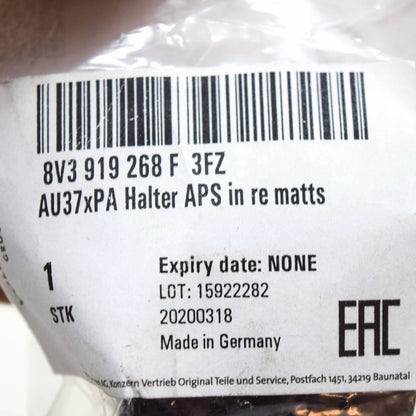 8V3 919 268 F 3FZ
AU37xPA Halter APS in re matts
1
STK
Expiry date: NONE
LOT: 15922282
20200318
Made in Germany
EAC
AG, Konzern Vertrieb Original Teile und Service, Postfach 1451, 34219 Baunatal